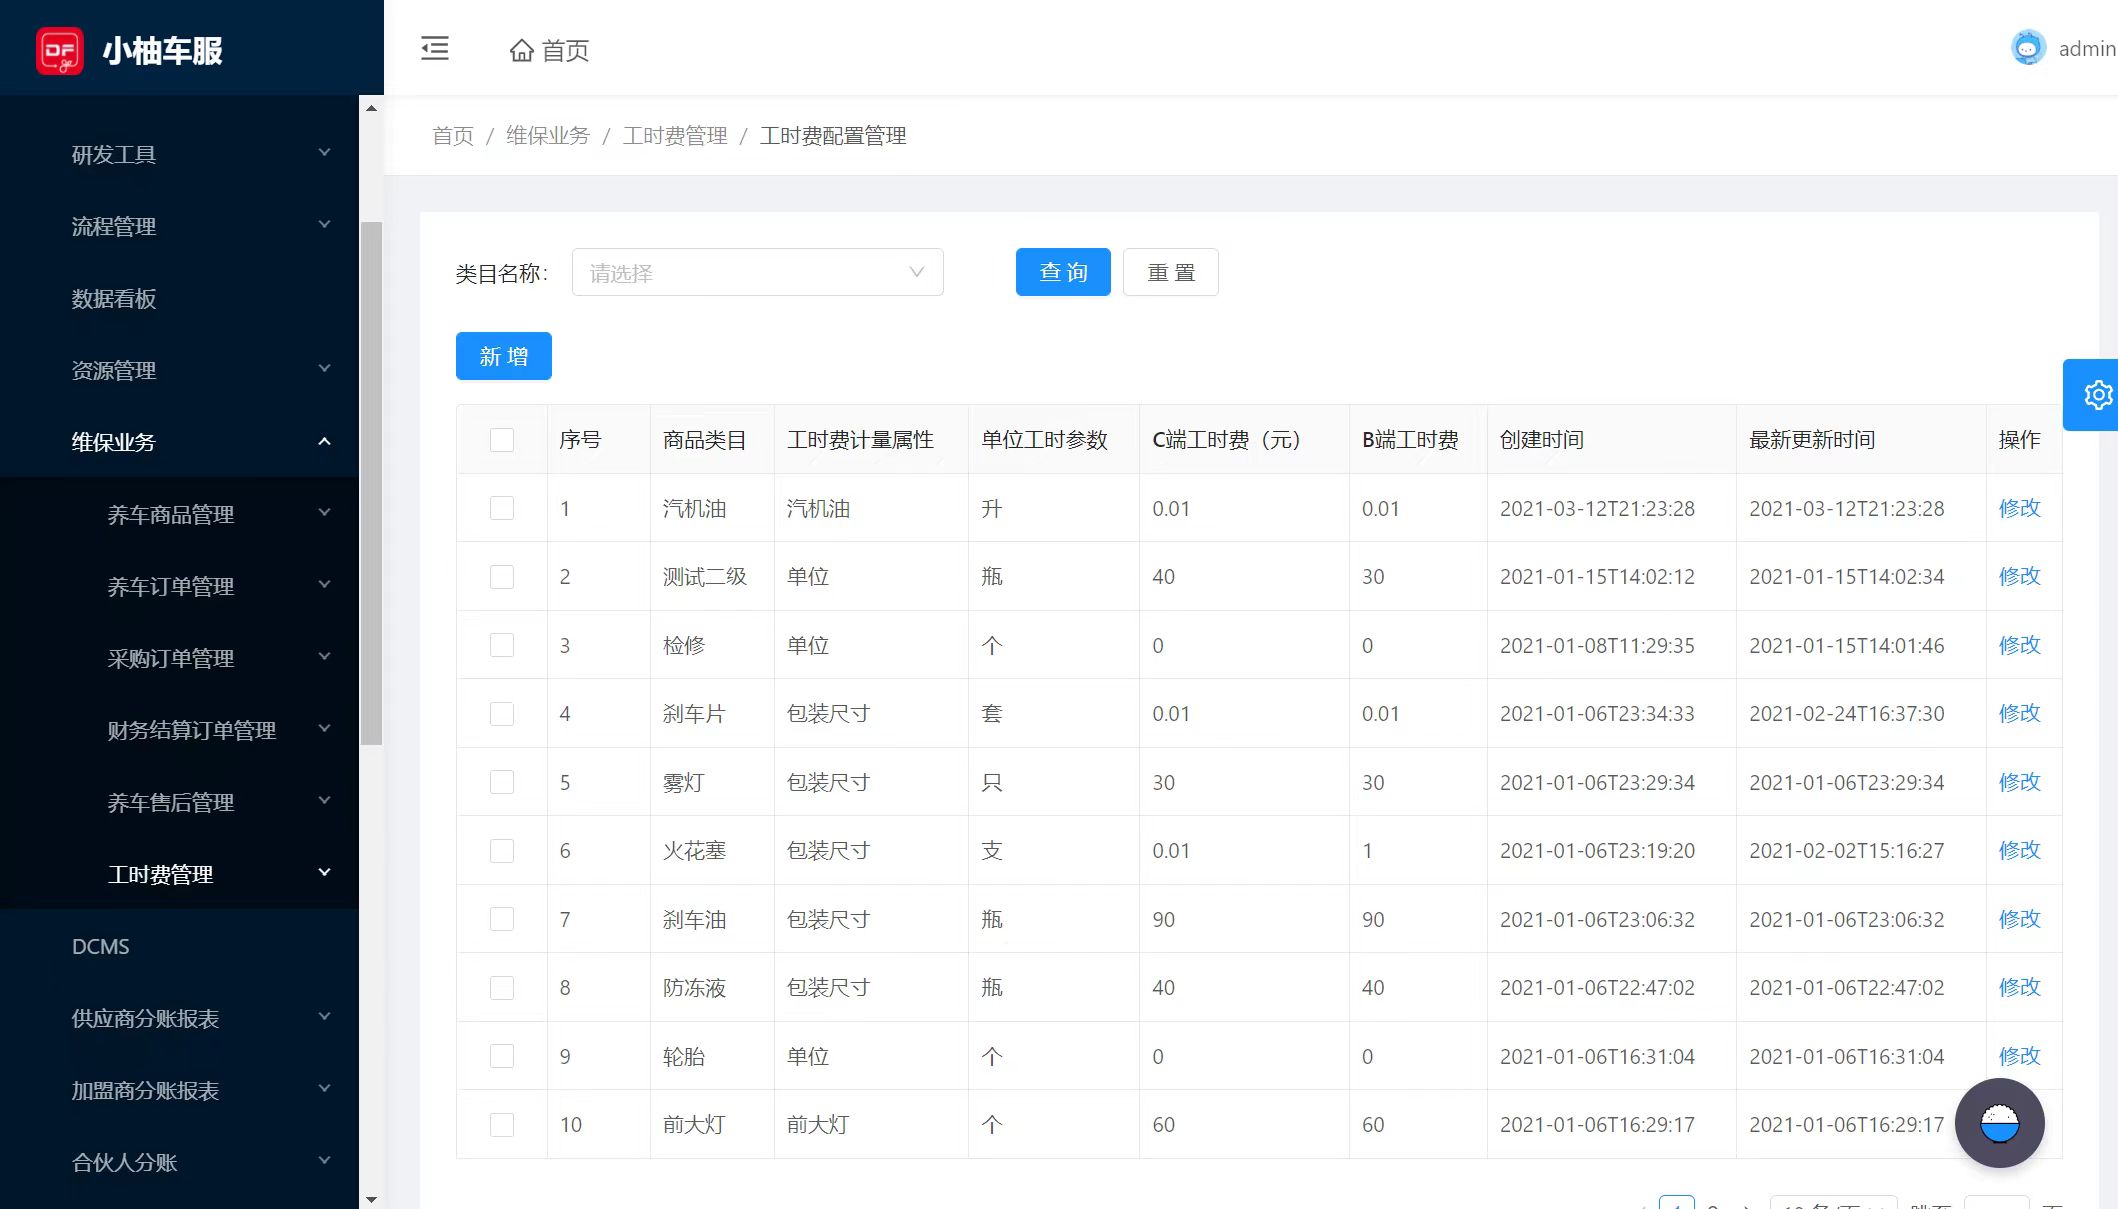 DF
小柚车服
首页
admin
研发工具
流程管理
数据看板
资源管理
维保业务
养车商品管理
养车订单管理
采购订单管理
财务结算订单管理
养车售后管理
工时费管理
DCMS
供应商分账报表
加盟商分账报表
合伙人分账
首页 / 维保业务 / 工时费管理 / 工时费配置管理
类目名称: 请选择 查 询 重 置
新 增
序号 商品类目 工时费计量属性 单位工时参数 C端工时费（元） B端工时费 创建时间 最新更新时间 操作
1 汽机油 汽机油 升 0.01 0.01 2021-03-12T21:23:28 2021-03-12T21:23:28 修改
2 测试二级 单位 瓶 40 30 2021-01-15T14:02:12 2021-01-15T14:02:34 修改
3 检修 单位 个 0 0 2021-01-08T11:29:35 2021-01-15T14:01:46 修改
4 刹车片 包装尺寸 套 0.01 0.01 2021-01-06T23:34:33 2021-02-24T16:37:30 修改
5 雾灯 包装尺寸 只 30 30 2021-01-06T23:29:34 2021-01-06T23:29:34 修改
6 火花塞 包装尺寸 支 0.01 1 2021-01-06T23:19:20 2021-02-02T15:16:27 修改
7 刹车油 包装尺寸 瓶 90 90 2021-01-06T23:06:32 2021-01-06T23:06:32 修改
8 防冻液 包装尺寸 瓶 40 40 2021-01-06T22:47:02 2021-01-06T22:47:02 修改
9 轮胎 单位 个 0 0 2021-01-06T16:31:04 2021-01-06T16:31:04 修改
10 前大灯 前大灯 个 60 60 2021-01-06T16:29:17 2021-01-06T16:29:17